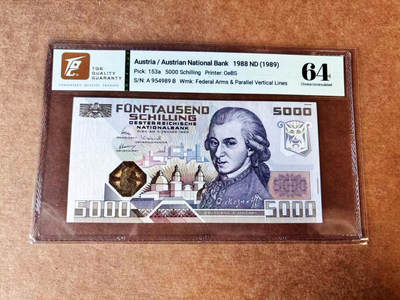 TQG
QUALITY
GUARANTY
Austria / Austrian National Bank 1988 ND (1989)
Pick: 153a 5000 Schilling Printer: OeBS
S/N: A 954989 B Wmk: Federal Arms & Parallel Vertical Lines
64
Choice Uncirculated
FÜNFTAUSEND
SCHILLING
OESTERREICHISCHE
NATIONALBANK
5000
5000
5000
5000